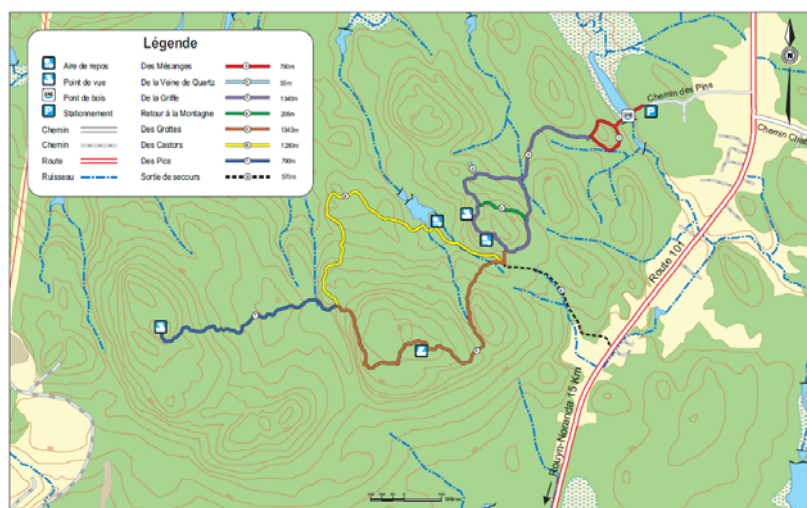 Légende
Aire de repos
Point de vue
Pont de bois
Stationnement
Chemin
Chemin
Route
Ruisseau
Des Mésanges 790m
De la Veine de Quartz 55m
De la Griffe 1340m
Retour à la Montagne 205m
Des Grottes 1340m
Des Castors 1280m
Des Pics 790m
Sortie de secours 570m
Chemin des Pins
Route 101
Rouyn-Noranda 15 Km